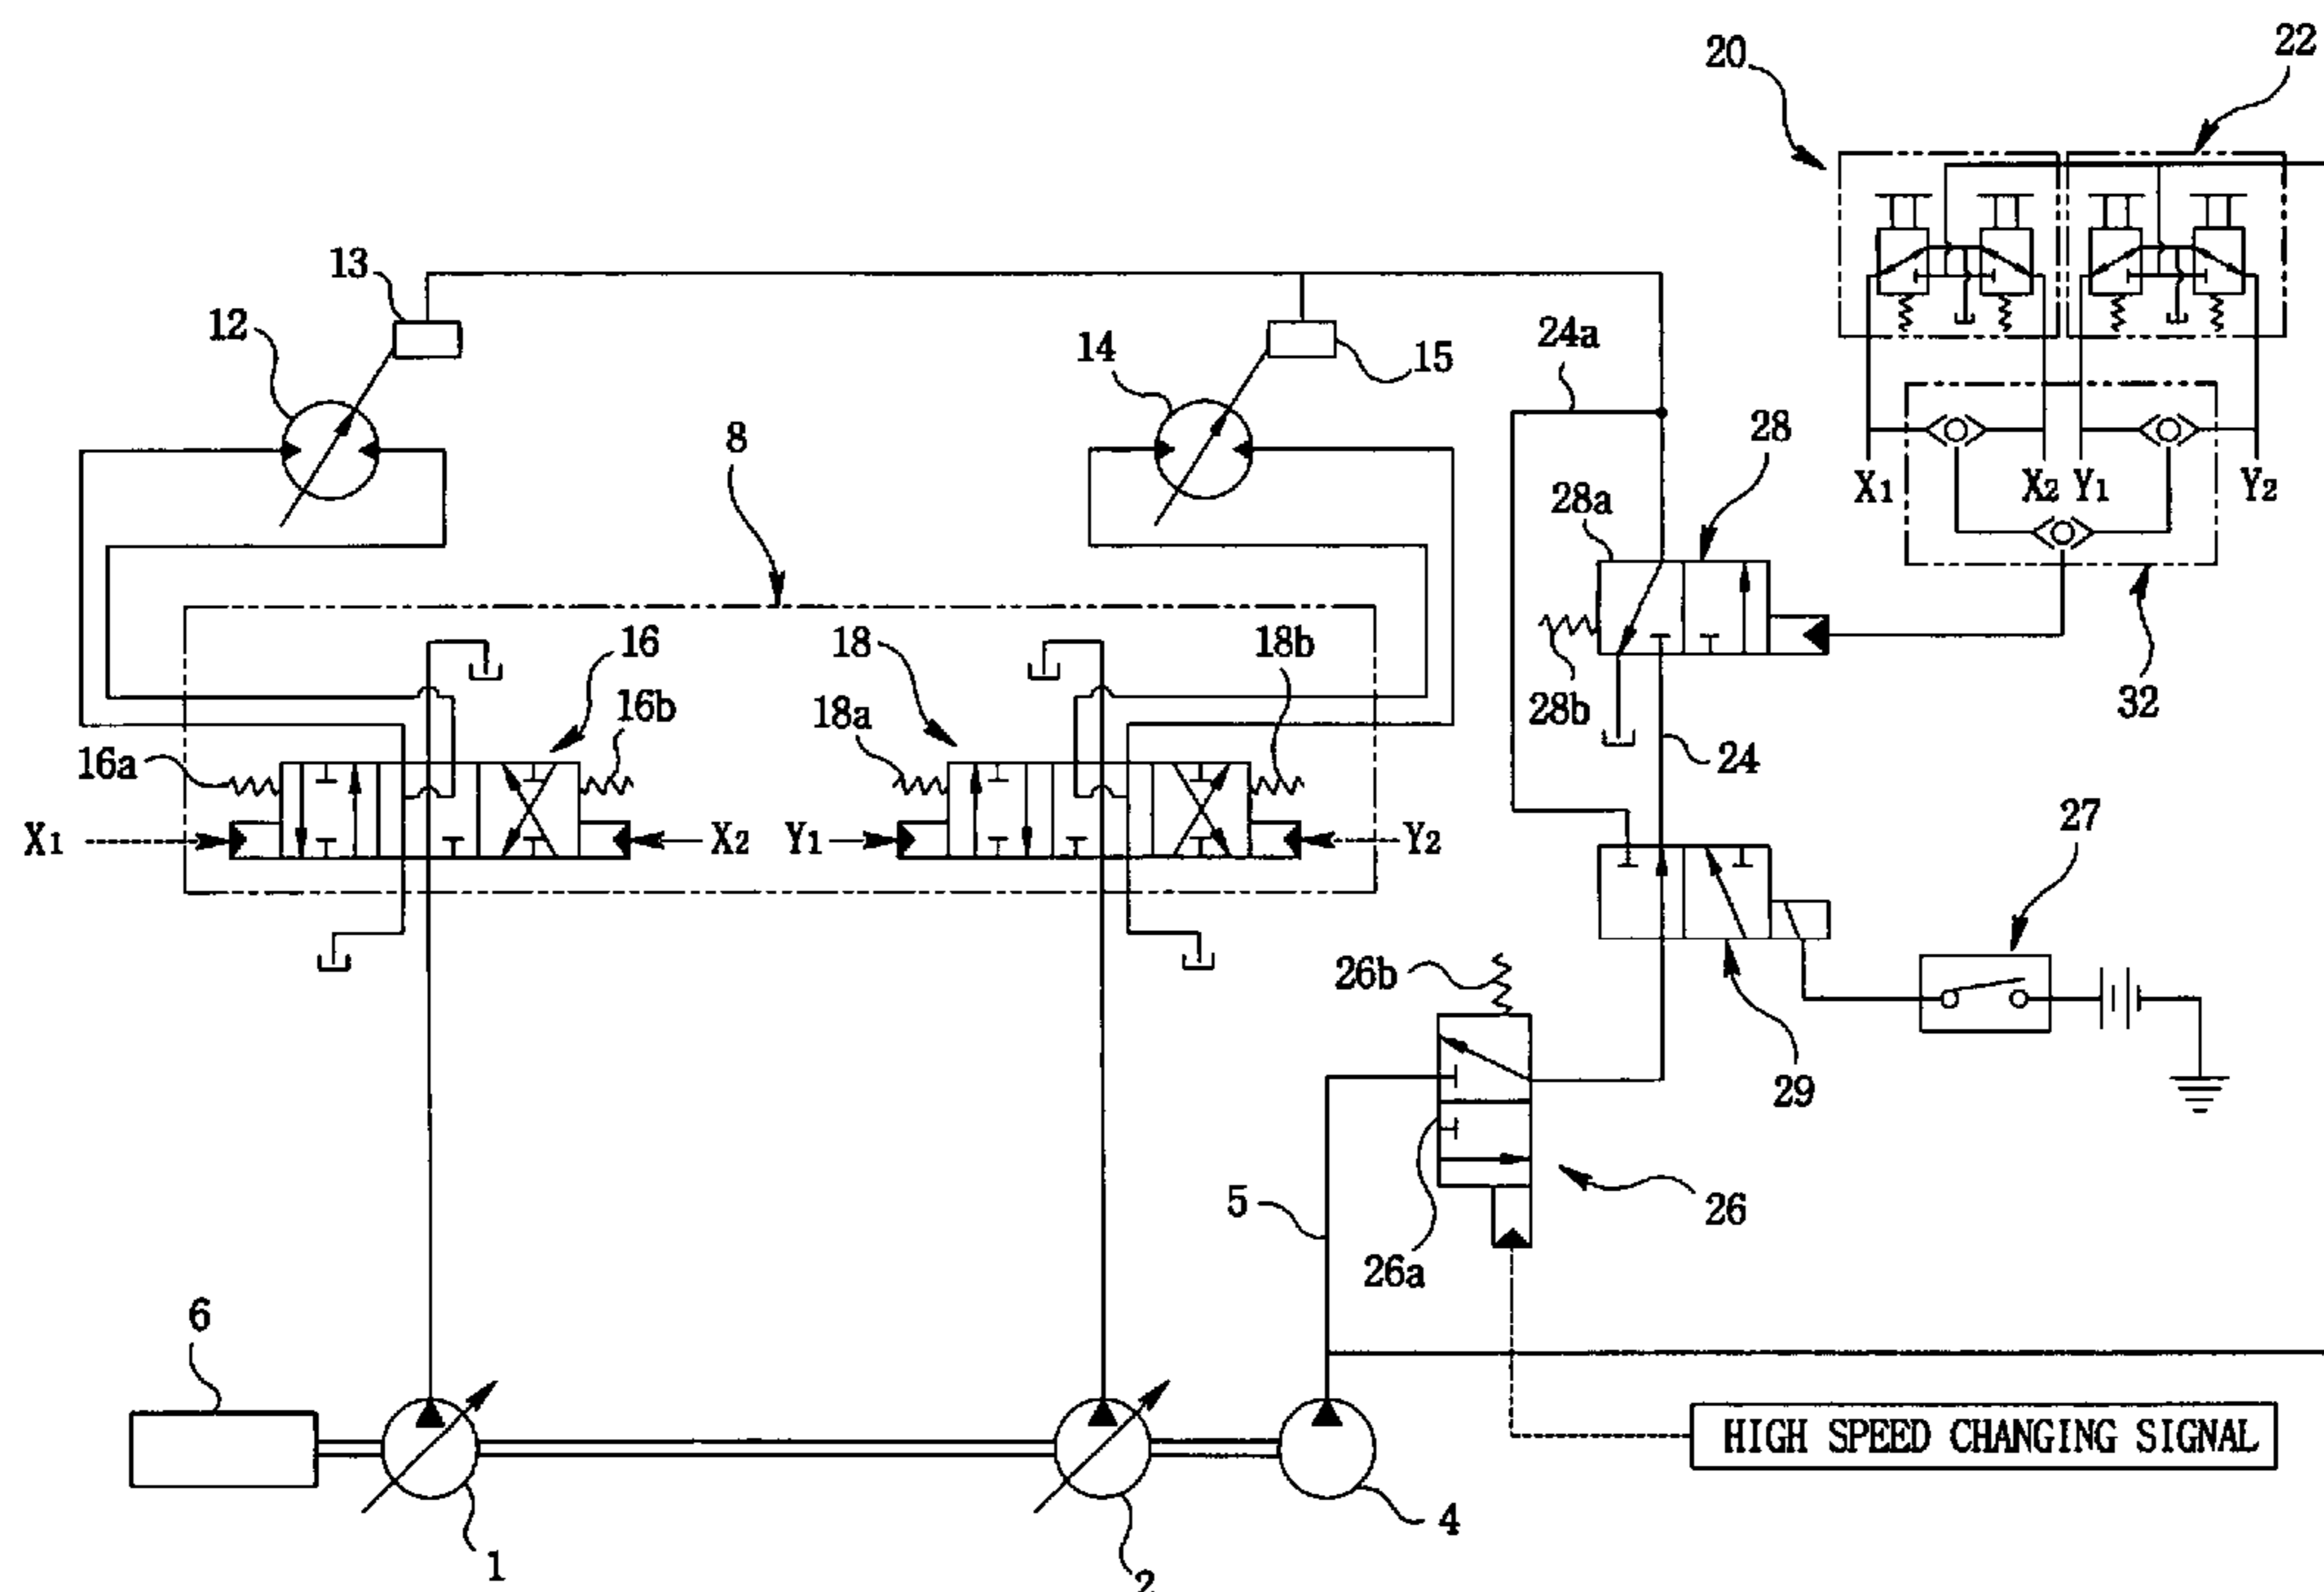 22
20
13
12
14
15
24a
8
28
28a
X1
X2
Y1
Y2
16
18
18b
28b
32
16b
18a
24
16a
27
X1
X2
Y1
Y2
26b
29
5
26
26a
6
HIGH SPEED CHANGING SIGNAL
4
1
2